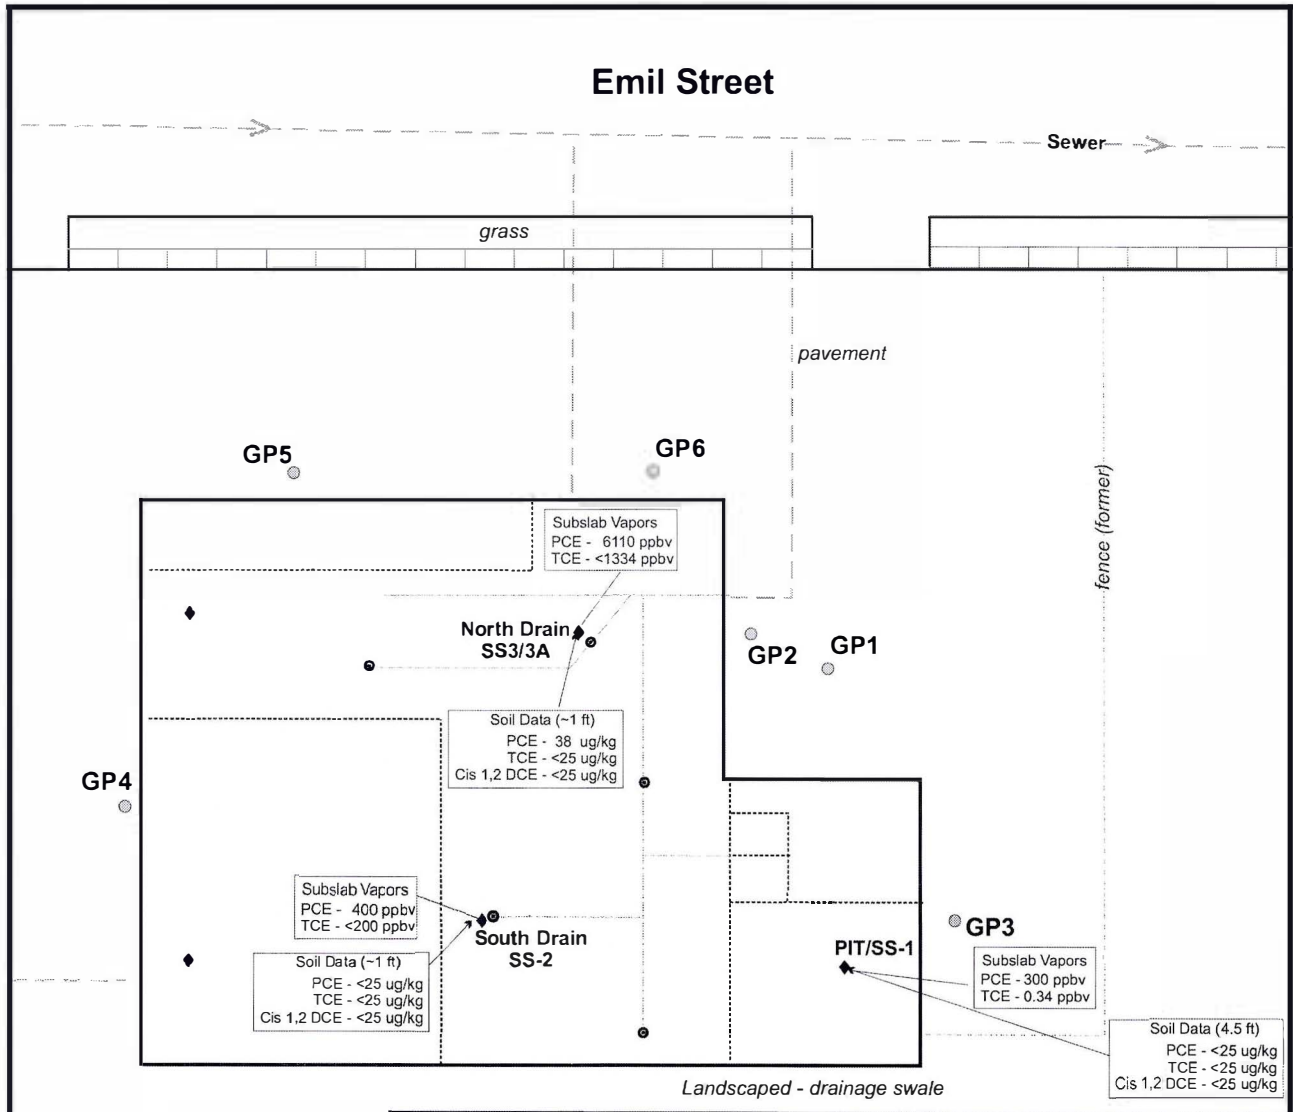 Emil Street
Sewer
grass
pavement
GP5
GP6
fence (former)
Subslab Vapors
PCE - 6110 ppbv
TCE - <1334 ppbv
North Drain
SS3/3A
GP2
GP1
Soil Data (~1 ft)
PCE - 38 ug/kg
TCE - <25 ug/kg
Cis 1,2 DCE - <25 ug/kg
GP4
Subslab Vapors
PCE - 400 ppbv
TCE - <200 ppbv
South Drain
SS-2
Soil Data (~1 ft)
PCE - <25 ug/kg
TCE - <25 ug/kg
Cis 1,2 DCE - <25 ug/kg
GP3
PIT/SS-1
Subslab Vapors
PCE - 300 ppbv
TCE - 0.34 ppbv
Soil Data (4.5 ft)
PCE - <25 ug/kg
TCE - <25 ug/kg
Cis 1,2 DCE - <25 ug/kg
Landscaped - drainage swale